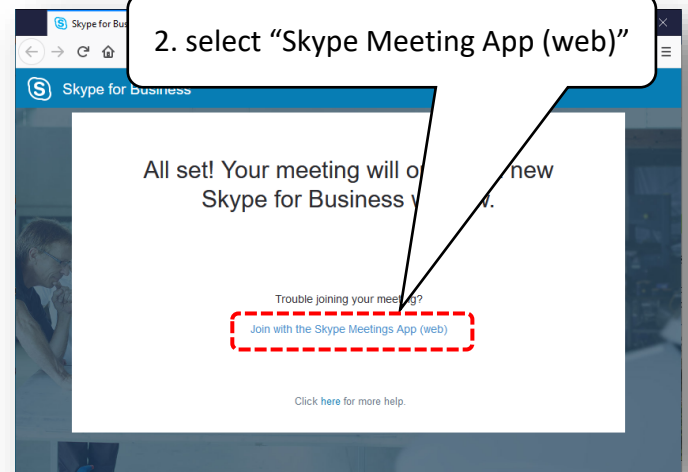 Skype for Bus
2. select “Skype Meeting App (web)”
Skype for Business
All set! Your meeting will o new
Skype for Business w w.
Trouble joining your meeting?
Join with the Skype Meetings App (web)
Click here for more help.